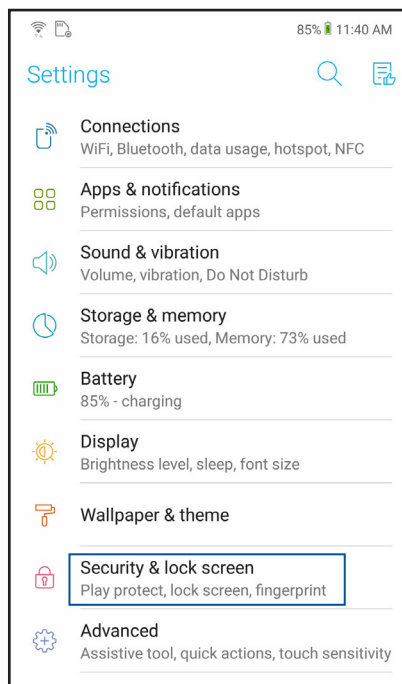 85% 11:40 AM
Settings
Connections
WiFi, Bluetooth, data usage, hotspot, NFC
Apps & notifications
Permissions, default apps
Sound & vibration
Volume, vibration, Do Not Disturb
Storage & memory
Storage: 16% used, Memory: 73% used
Battery
85% - charging
Display
Brightness level, sleep, font size
Wallpaper & theme
Security & lock screen
Play protect, lock screen, fingerprint
Advanced
Assistive tool, quick actions, touch sensitivity